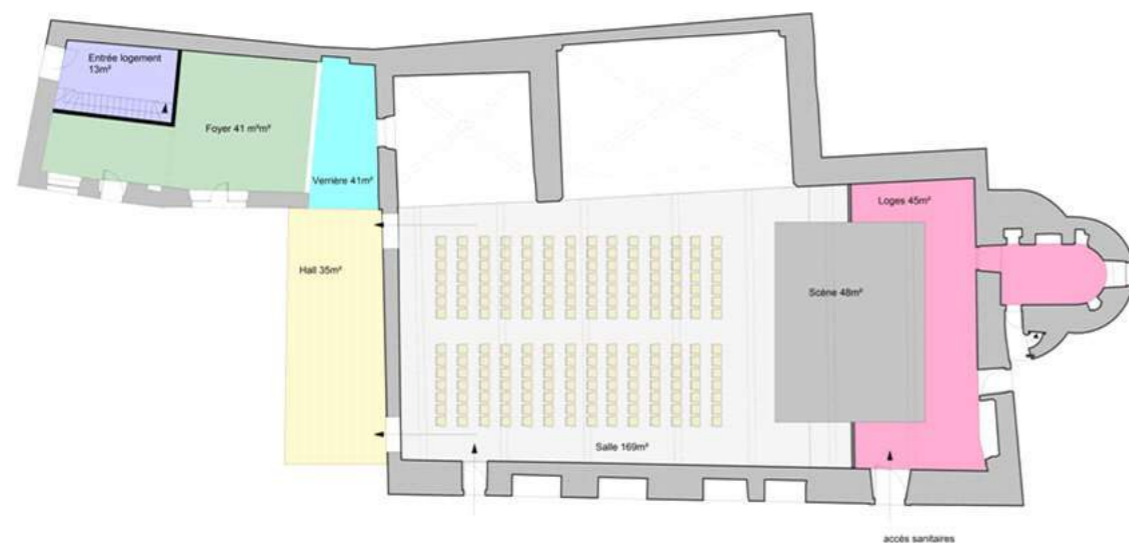 Entrée logement
13m²
Foyer 41 m²m²
Verrière 41m²
Loges 45m²
Hall 35m²
Scène 48m²
Salle 169m²
accès sanitaires